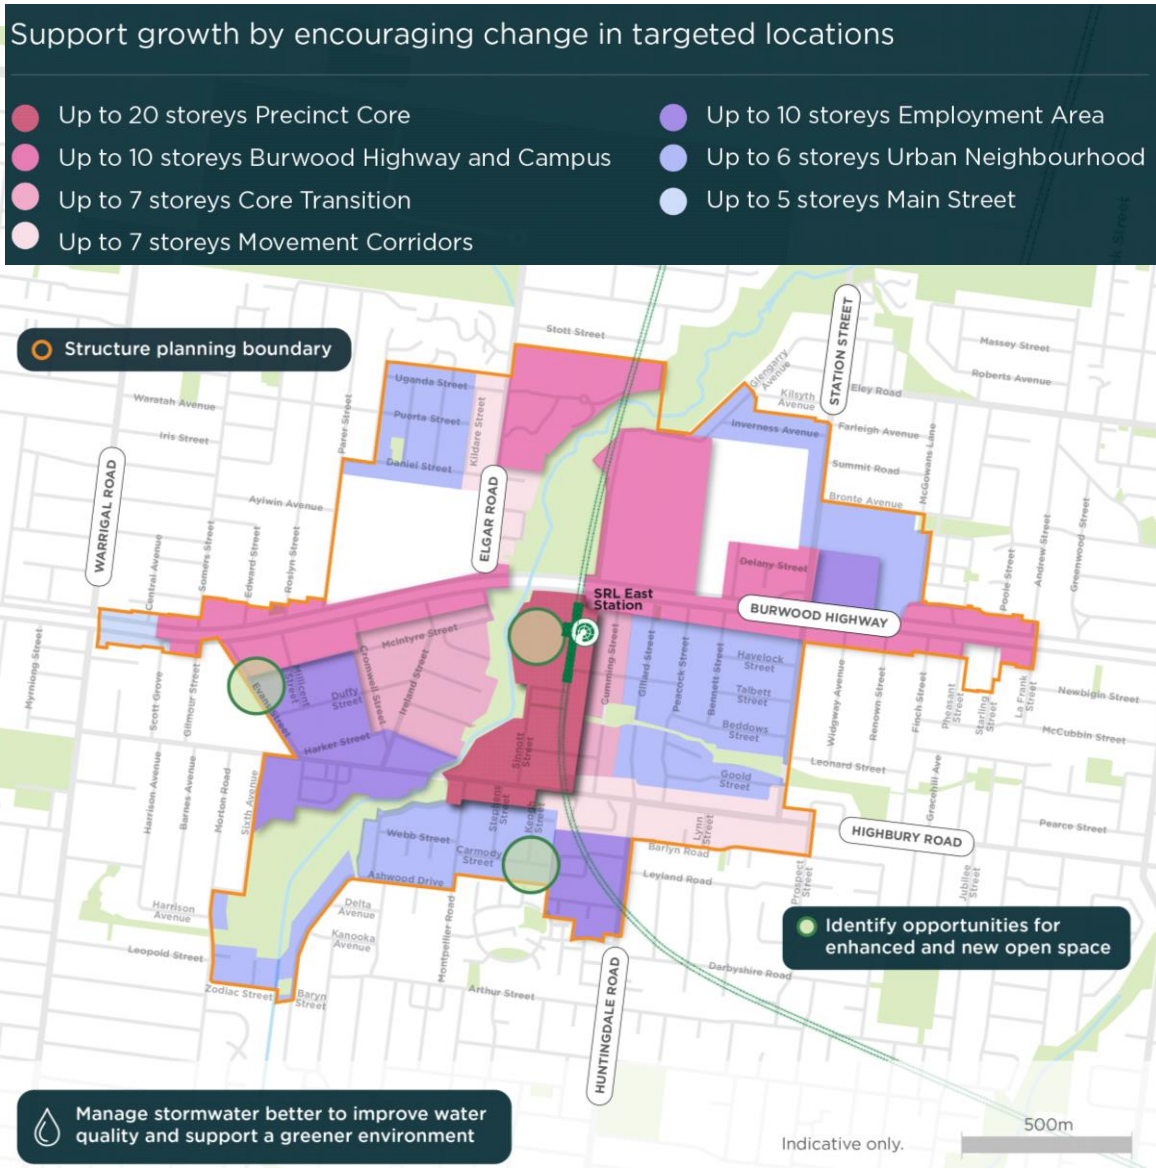 Support growth by encouraging change in targeted locations
Up to 20 storeys Precinct Core
Up to 10 storeys Burwood Highway and Campus
Up to 7 storeys Core Transition
Up to 7 storeys Movement Corridors
Up to 10 storeys Employment Area
Up to 6 storeys Urban Neighbourhood
Up to 5 storeys Main Street
Structure planning boundary
Stott Street
STATION STREET
Massey Street
Roberts Avenue
Glengarry
Avenue
Kilsyth
Avenue
Eley Road
Uganda Street
Waratah Avenue
Puerta Street
Kildare Street
Parer Street
Iris Street
Inverness Avenue
Farleigh Avenue
McGowans Lane
Daniel Street
Summit Road
WARRIGAL ROAD
ELGAR ROAD
Aylwin Avenue
Bronte Avenue
Andrew Street
Greenwood Street
Central Avenue
Somers Street
Edward Street
Roslyn Street
Delany Street
Poole Street
SRL East
Station
BURWOOD HIGHWAY
McIntyre Street
Myrniong Street
Cromwell Street
Ireland Street
Cumming Street
Gillard Street
Peacock Street
Bennett Street
Havelock
Street
Talbett
Street
Beddows
Street
Scott Grove
Gilmour Street
Evans Street
Millicent
Street
Duffy
Street
Harker Street
Sinnott
Street
Widgway Avenue
Renown Street
Finch Street
Pheasant
Street
Starling
Street
La Frank
Street
Newbigin Street
McCubbin Street
Leonard Street
Goold
Street
Harrison Avenue
Barnes Avenue
Morton Road
Sixth Avenue
Stephens
Street
Keogh
Street
Lynn
Street
Gracehill Ave
Pearce Street
HIGHBURY ROAD
Webb Street
Carmody
Street
Barlyn Road
Ashwood Drive
Leyland Road
Prospect
Street
Jubilee
Street
Harrison
Avenue
Delta
Avenue
Kanooka
Avenue
Montpellier Road
Identify opportunities for
enhanced and new open space
Leopold Street
Darbyshire Road
Zodiac Street
Baryn
Street
Arthur Street
HUNTINGDALE ROAD
Manage stormwater better to improve water
quality and support a greener environment
Indicative only.
500m